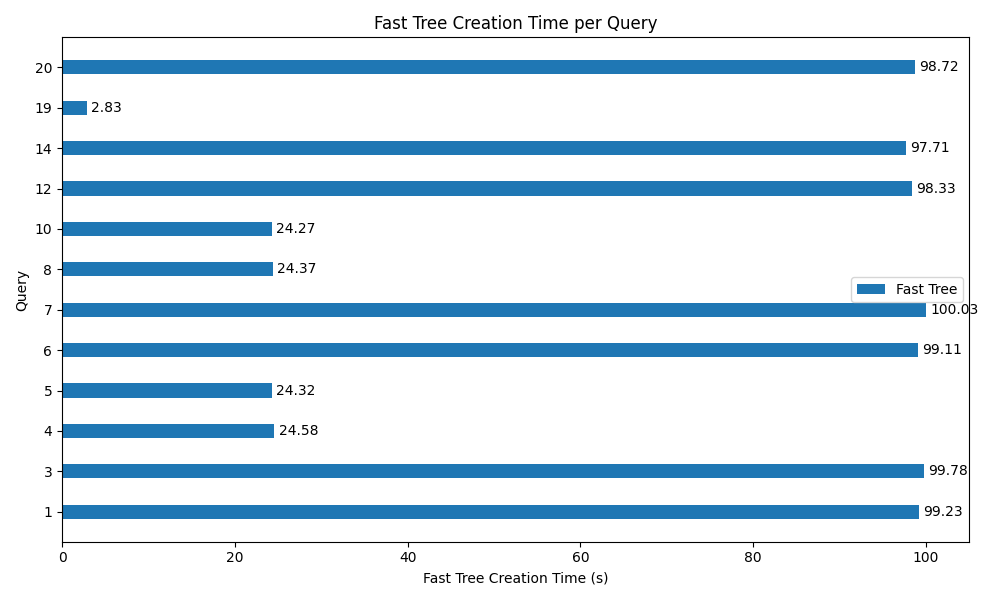 Fast Tree Creation Time per Query
20 98.72
19 2.83
14 97.71
12 98.33
10 24.27
8 24.37
Fast Tree
7 100.03
6 99.11
5 24.32
4 24.58
3 99.78
1 99.23
Query
0 20 40 60 80 100
Fast Tree Creation Time (s)